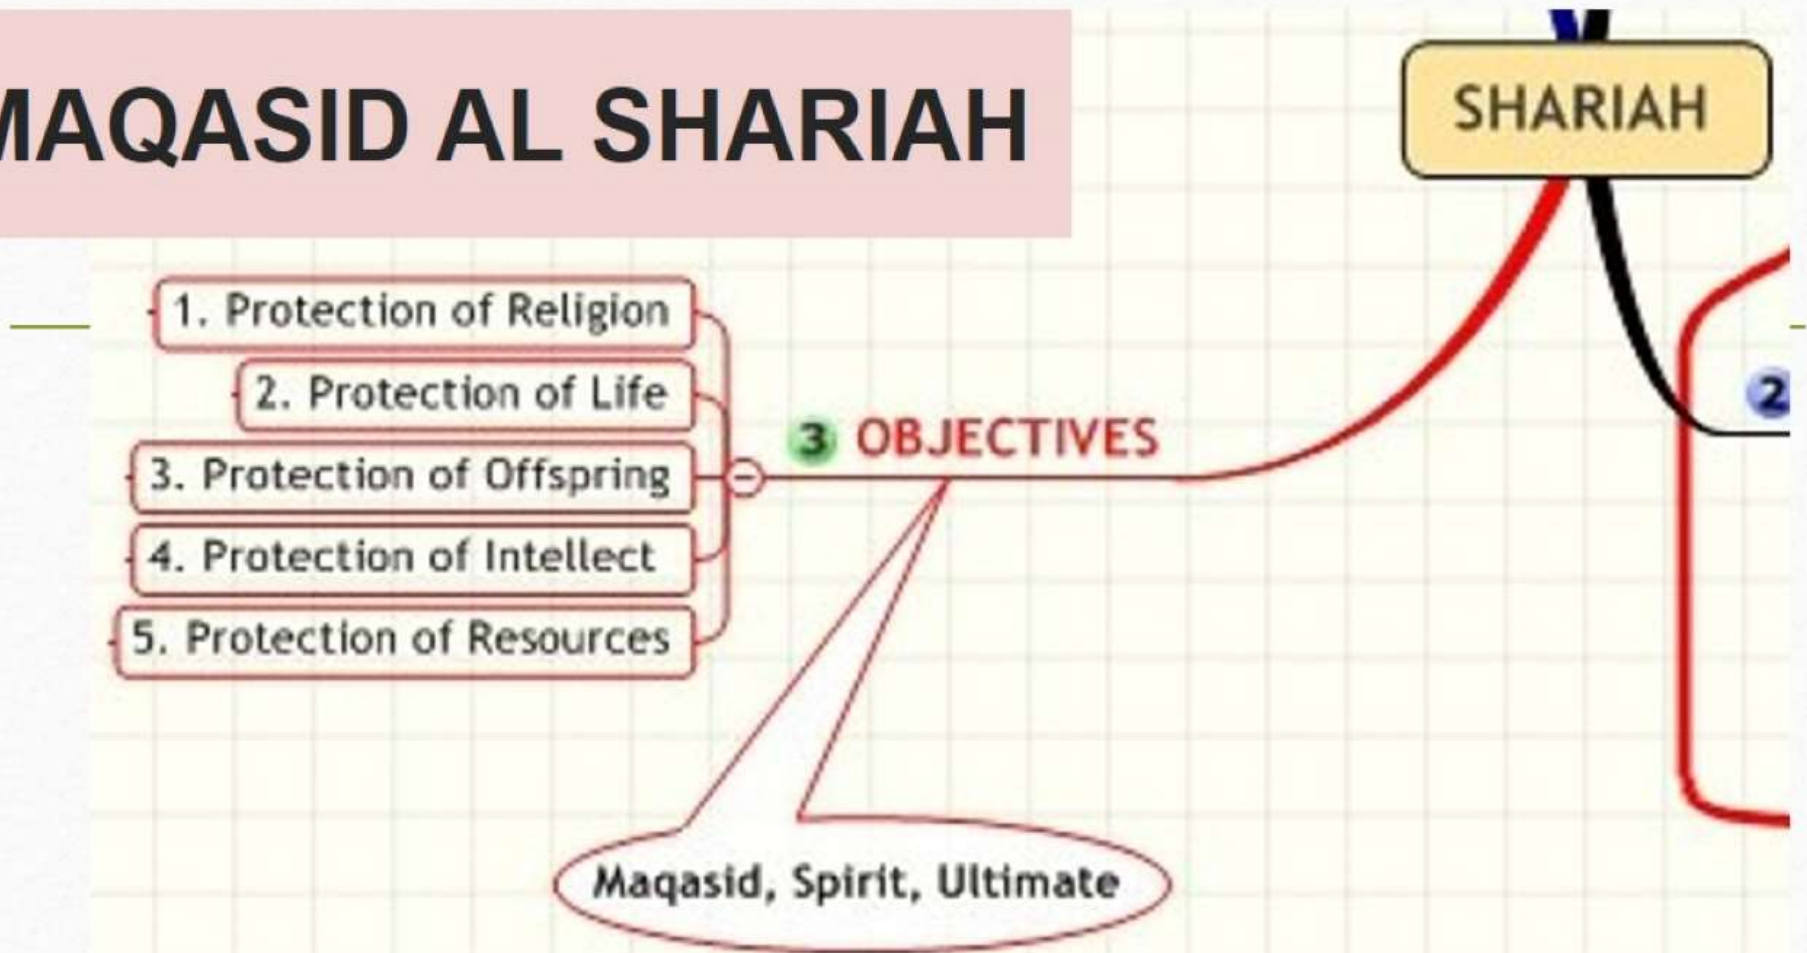 MAQASID AL SHARIAH
SHARIAH
1. Protection of Religion
2. Protection of Life
3. Protection of Offspring
4. Protection of Intellect
5. Protection of Resources
3 OBJECTIVES
2
Maqasid, Spirit, Ultimate